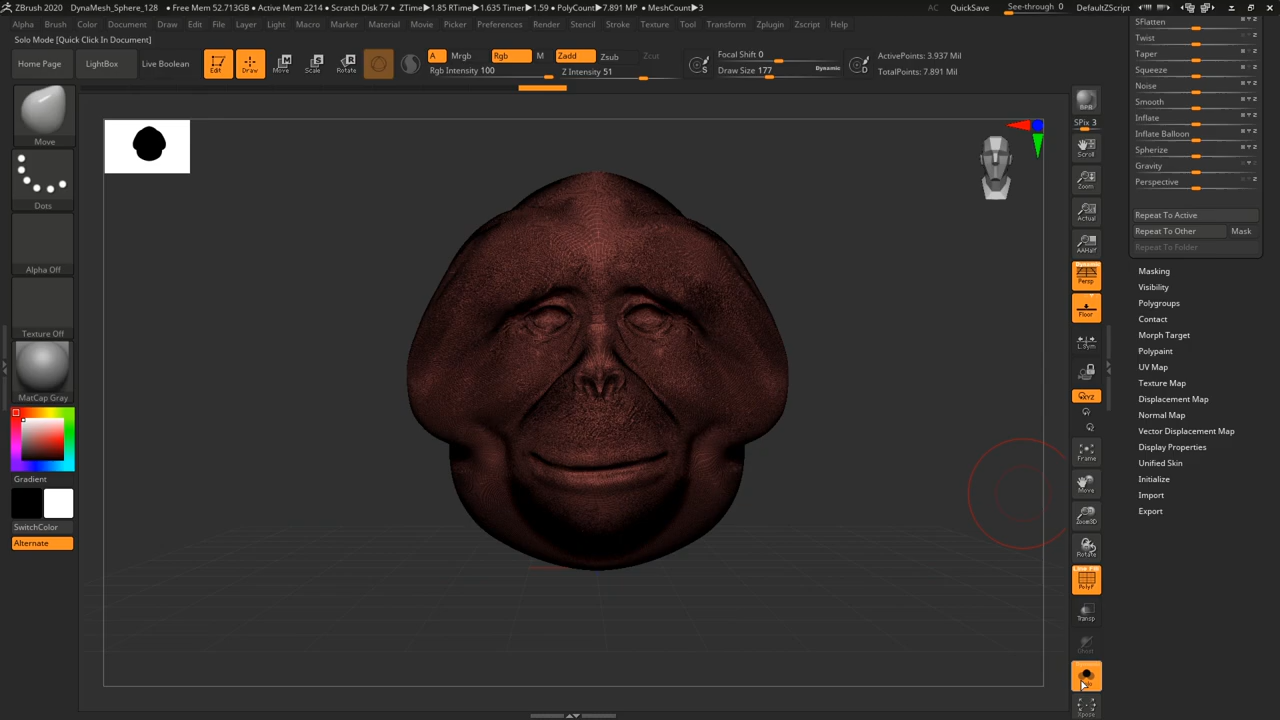 ZBrush 2020 DynaMesh_Sphere_128 • Free Mem 52.713GB • Active Mem 2214 • Scratch Disk 77 • ZTime▶1.85 RTime▶1.635 Timer▶1.59 • PolyCount▶7.891 MP • MeshCount▶3 AC QuickSave See-through 0 DefaultZScript
Alpha Brush Color Document Draw Edit File Layer Light Macro Marker Material Movie Picker Preferences Render Stencil Stroke Texture Tool Transform Zplugin Zscript Help
Solo Mode [Quick Click In Document]
Home Page LightBox Live Boolean Edit Draw Move Scale Rotate
A Mrgb Rgb M Zadd Zsub Zcut
Rgb Intensity 100 Z Intensity 51
S Focal Shift 0
Draw Size 177 Dynamic D
ActivePoints: 3.937 Mil
TotalPoints: 7.891 Mil
Move
Dots
Alpha Off
Texture Off
MatCap Gray
Gradient
SwitchColor
Alternate
BPR
SPix 3
Scroll
Zoom
Actual
AAHalf
Dynamic
Persp
Floor
L.Sym
XYZ
Frame
Move
Zoom3D
Rotate
Line Fill
PolyF
Transp
Ghost
Xpose
SFlatten
Twist
Taper
Squeeze
Noise
Smooth
Inflate
Inflate Balloon
Spherize
Gravity
Perspective
Repeat To Active
Repeat To Other Mask
Repeat To Folder
Masking
Visibility
Polygroups
Contact
Morph Target
Polypaint
UV Map
Texture Map
Displacement Map
Normal Map
Vector Displacement Map
Display Properties
Unified Skin
Initialize
Import
Export